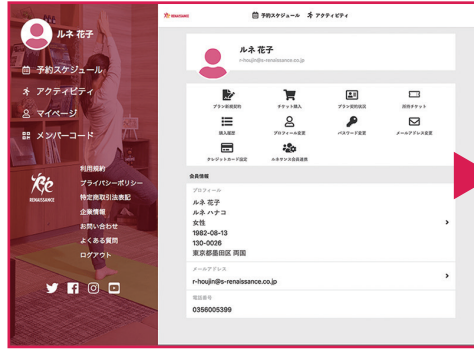 ルネ 花子
予約スケジュール
アクティビティ
マイページ
メンバーコード
RENAISSANCE
利用規約
プライバシーポリシー
特定商取引法表記
企業情報
お問い合わせ
よくある質問
ログアウト
RENAISSANCE
予約スケジュール アクティビティ
ルネ 花子
r-houjin@s-renaissance.co.jp
プラン新規契約 チケット購入 プラン契約状況 所持チケット
購入履歴 プロフィール変更 パスワード変更 メールアドレス変更
クレジットカード設定 ルネサンス会員連携
会員情報
プロフィール
ルネ 花子
ルネ ハナコ
女性
1982-08-13
130-0026
東京都墨田区 両国
メールアドレス
r-houjin@s-renaissance.co.jp
電話番号
0356005399